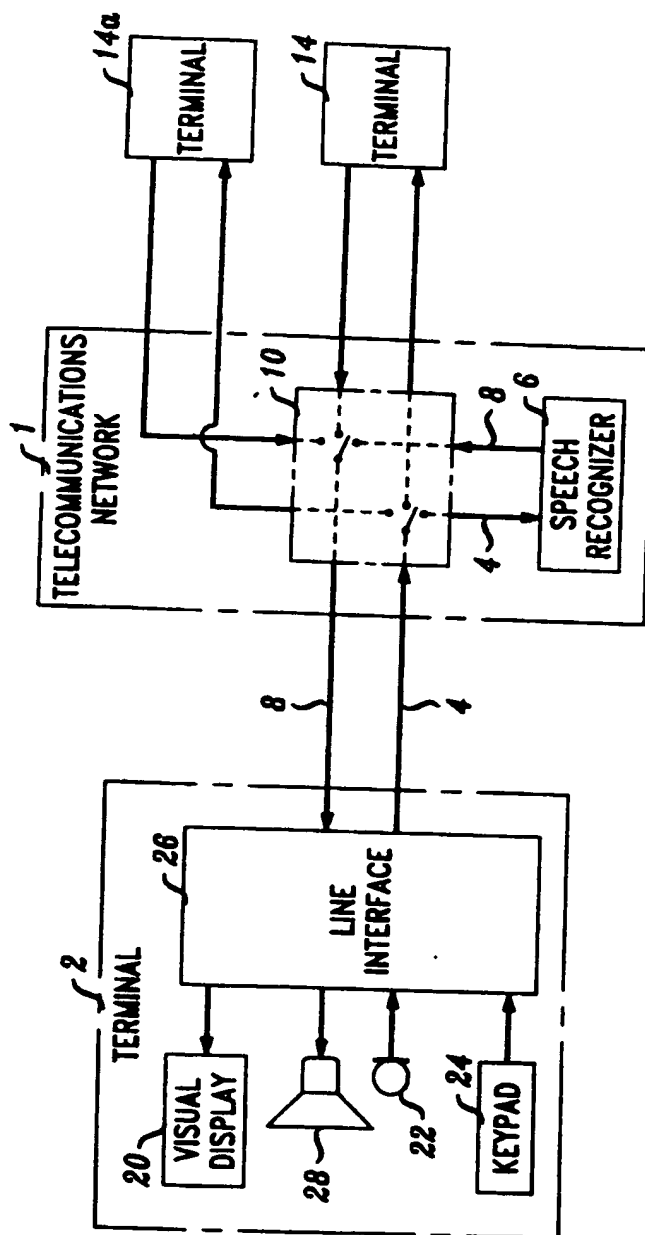 2
TERMINAL
20
VISUAL
DISPLAY
28
22
24
KEYPAD
26
LINE
INTERFACE
8
4
1
TELECOMMUNICATIONS
NETWORK
10
8
4
6
SPEECH
RECOGNIZER
14a
TERMINAL
14
TERMINAL